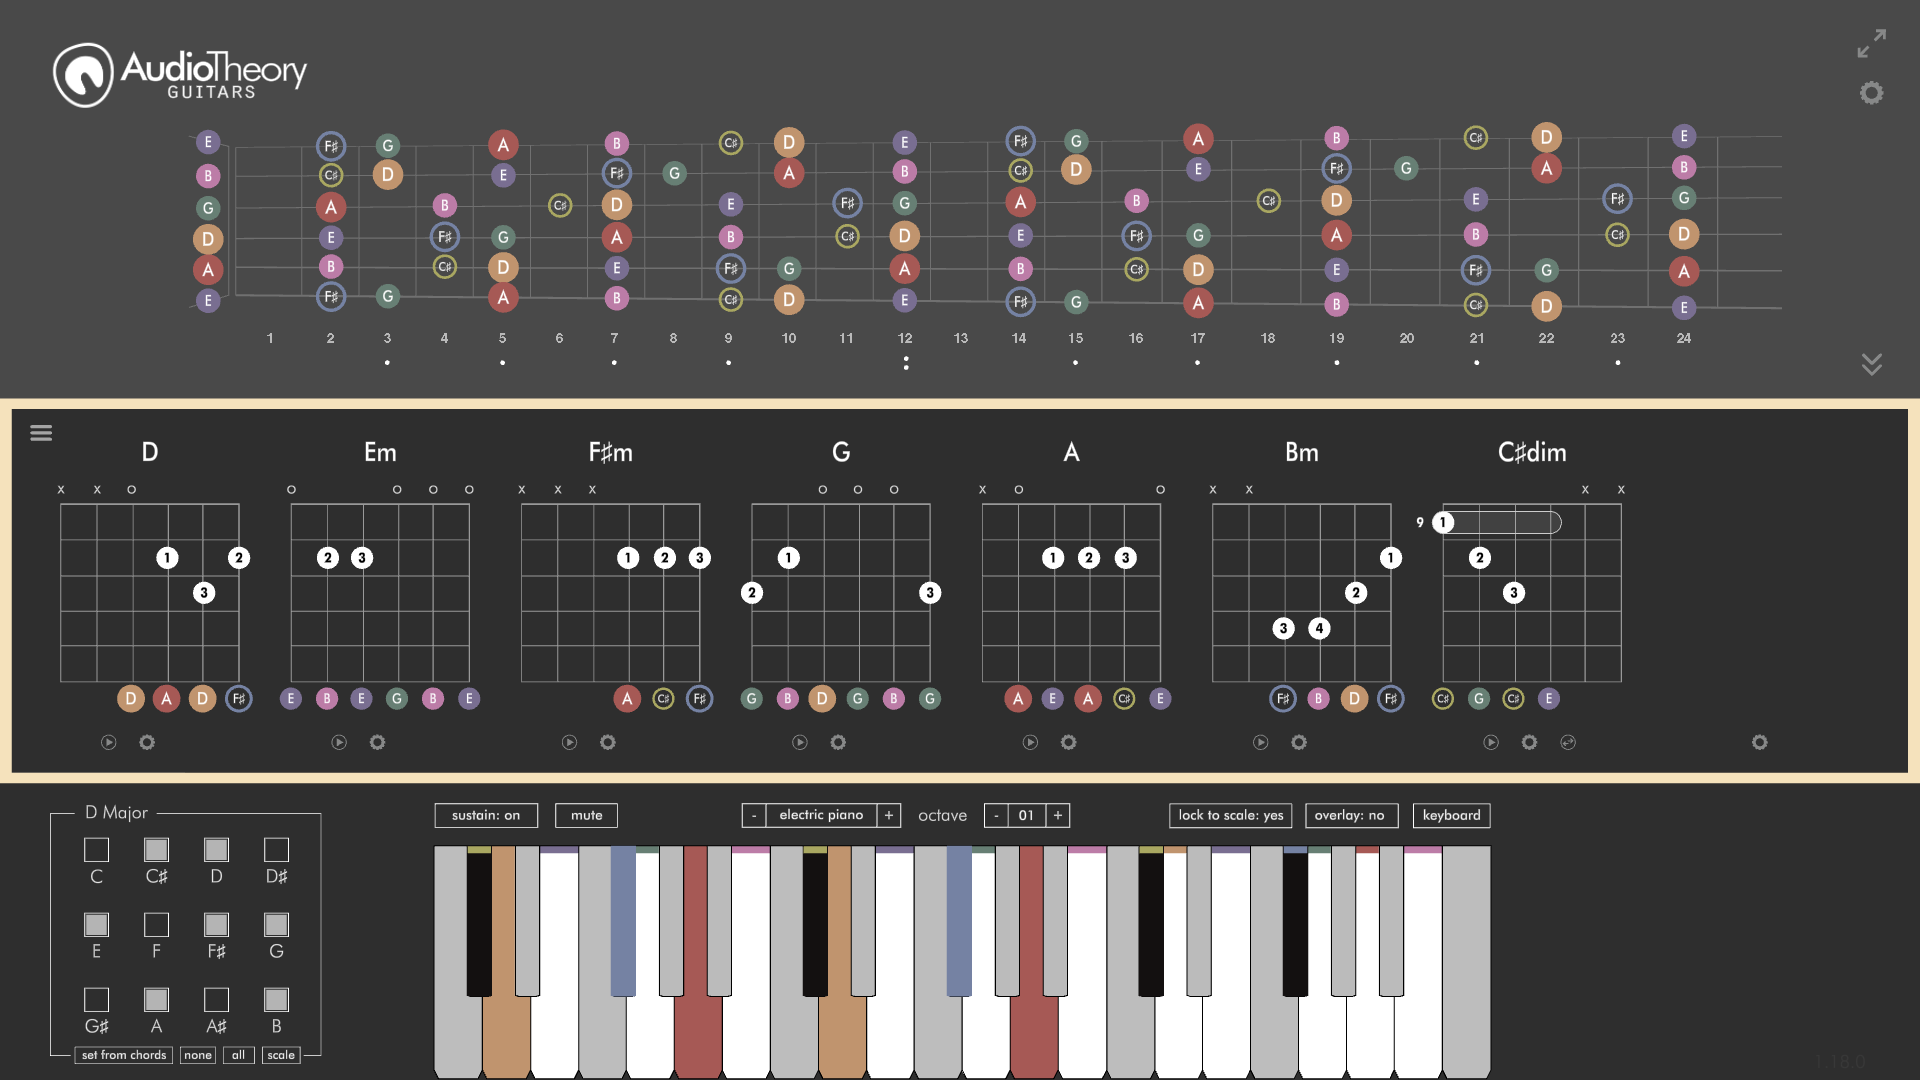 AudioTheory
GUITARS
E F♯ G A B C♯ D E F♯ G A B C♯ D E
B C♯ D E F♯ G A B C♯ D E F♯ G A B
G A B C♯ D E F♯ G A B C♯ D E F♯ G
D E F♯ G A B C♯ D E F♯ G A B C♯ D
A B C♯ D E F♯ G A B C♯ D E F♯ G A
E F♯ G A B C♯ D E F♯ G A B C♯ D E
1 2 3 4 5 6 7 8 9 10 11 12 13 14 15 16 17 18 19 20 21 22 23 24
D Em F♯m G A Bm C♯dim
x x o o o o o x x x o o o x o o x x x x
9 1
1 2 2 3 1 2 3 1 1 2 3 1 2
3 2 3 2 3
3 4
D A D F♯ E B E G B E A C♯ F♯ G B D G B G A E A C♯ E F♯ B D F♯ C♯ G C♯ E
D Major
C C♯ D D♯
E F F♯ G
G♯ A A♯ B
set from chords none all scale
sustain: on mute - electric piano + octave - 01 + lock to scale: yes overlay: no keyboard
1.18.0